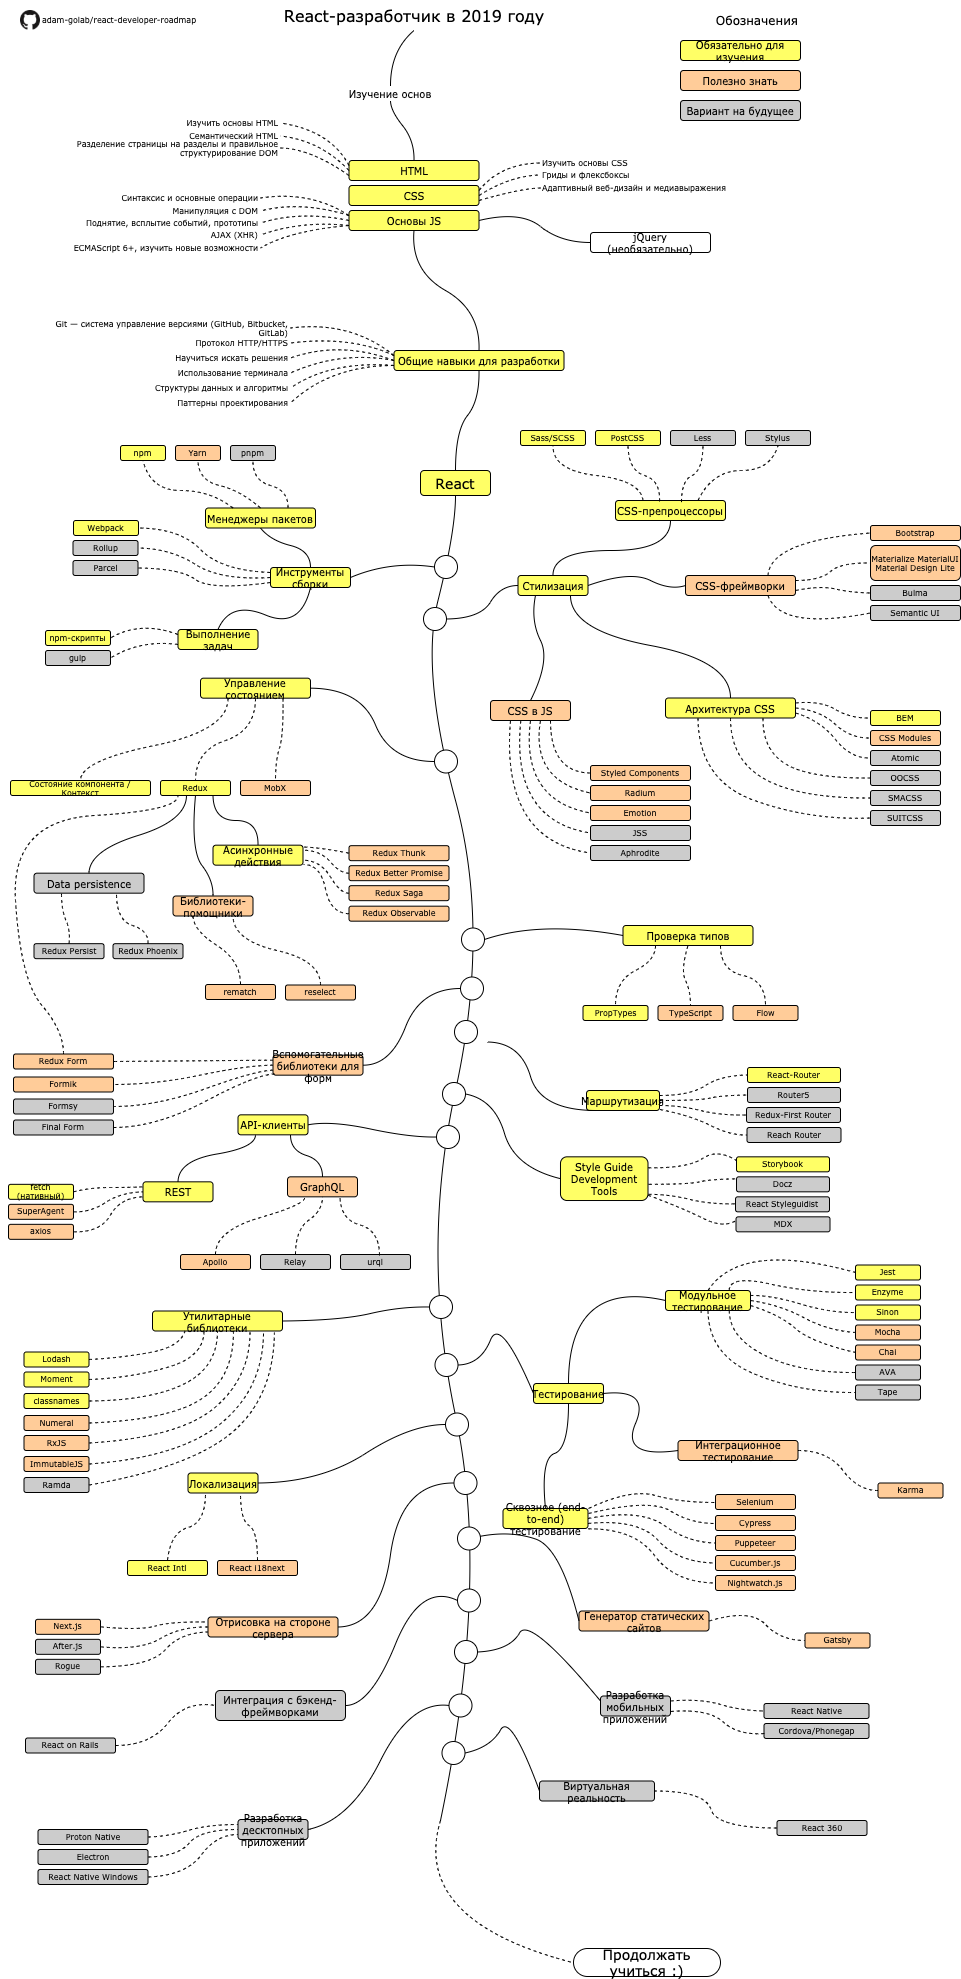 adam-golab/react-developer-roadmap
React-разработчик в 2019 году
Обозначения
Обязательно для
изучения
Полезно знать
Вариант на будущее
Изучение основ
Изучить основы HTML
Семантический HTML
Разделение страницы на разделы и правильное
структурирование DOM
HTML
CSS
Основы JS
Изучить основы CSS
Гриды и флексбоксы
Адаптивный веб-дизайн и медиавыражения
Синтаксис и основные операции
Манипуляция с DOM
Поднятие, всплытие событий, прототипы
AJAX (XHR)
ECMAScript 6+, изучить новые возможности
jQuery
(необязательно)
Git — система управление версиями (GitHub, Bitbucket,
GitLab)
Протокол HTTP/HTTPS
Научиться искать решения
Использование терминала
Структуры данных и алгоритмы
Паттерны проектирования
Общие навыки для разработки
React
npm
Yarn
pnpm
Менеджеры пакетов
Webpack
Rollup
Parcel
Инструменты
сборки
npm-скрипты
gulp
Выполнение
задач
Sass/SCSS
PostCSS
Less
Stylus
CSS-препроцессоры
Стилизация
CSS-фреймворки
Bootstrap
Materialize MaterialUI
Material Design Lite
Bulma
Semantic UI
CSS в JS
Styled Components
Radium
Emotion
JSS
Aphrodite
Архитектура CSS
BEM
CSS Modules
Atomic
OOCSS
SMACSS
SUITCSS
Управление
состоянием
Состояние компонента /
Контекст
Redux
MobX
Асинхронные
действия
Redux Thunk
Redux Better Promise
Redux Saga
Redux Observable
Data persistence
Redux Persist
Redux Phoenix
Библиотеки-
помощники
rematch
reselect
Проверка типов
PropTypes
TypeScript
Flow
Вспомогательные
библиотеки для
форм
Redux Form
Formik
Formsy
Final Form
Маршрутизация
React-Router
Router5
Redux-First Router
Reach Router
API-клиенты
REST
fetch
(нативный)
SuperAgent
axios
GraphQL
Apollo
Relay
urql
Style Guide
Development
Tools
Storybook
Docz
React Styleguidist
MDX
Утилитарные
библиотеки
Lodash
Moment
classnames
Numeral
RxJS
ImmutableJS
Ramda
Модульное
тестирование
Jest
Enzyme
Sinon
Mocha
Chai
AVA
Tape
Тестирование
Интеграционное
тестирование
Karma
Сквозное (end-
to-end)
тестирование
Selenium
Cypress
Puppeteer
Cucumber.js
Nightwatch.js
Локализация
React Intl
React i18next
Отрисовка на стороне
сервера
Next.js
After.js
Rogue
Генератор статических
сайтов
Gatsby
Интеграция с бэкенд-
фреймворками
React on Rails
Разработка
мобильных
приложений
React Native
Cordova/Phonegap
Виртуальная
реальность
React 360
Разработка
десктопных
приложений
Proton Native
Electron
React Native Windows
Продолжать
учиться :)